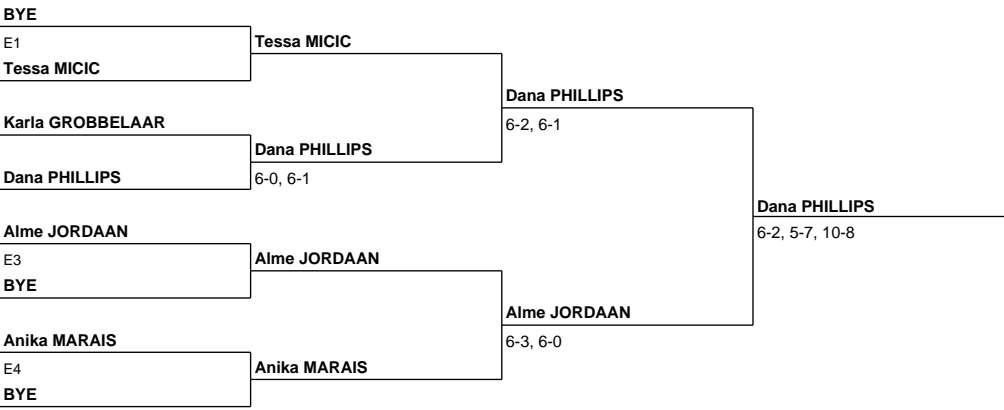 BYE
E1
Tessa MICIC
Tessa MICIC
Dana PHILLIPS
6-2, 6-1
Karla GROBBELAAR
Dana PHILLIPS
Dana PHILLIPS
6-0, 6-1
Dana PHILLIPS
6-2, 5-7, 10-8
Alme JORDAAN
E3
Alme JORDAAN
BYE
Alme JORDAAN
6-3, 6-0
Anika MARAIS
E4
Anika MARAIS
BYE